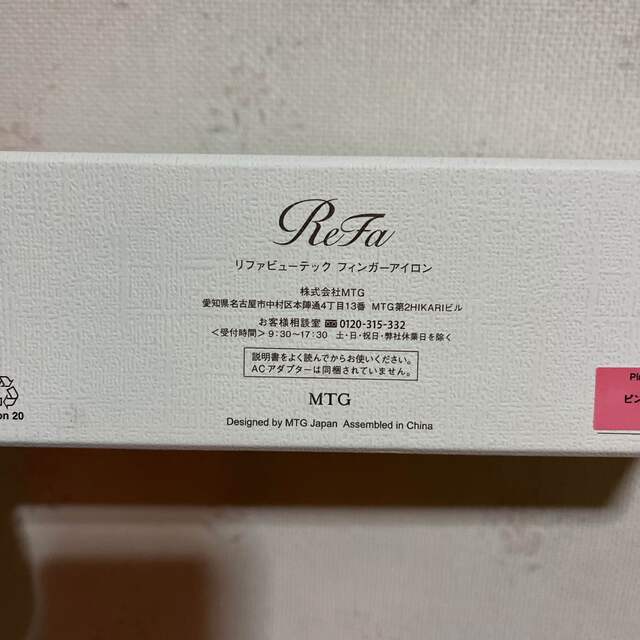 ReFa
リファビューテック フィンガーアイロン
株式会社MTG
愛知県名古屋市中村区本陣通4丁目13番 MTG第2HIKARIビル
お客様相談室 0120-315-332
＜受付時間＞9:30~17:30 土・日・祝日・弊社休業日を除く
説明書をよく読んでからお使いください。
ACアダプターは同梱されていません。
MTG
Designed by MTG Japan Assembled in China
on 20